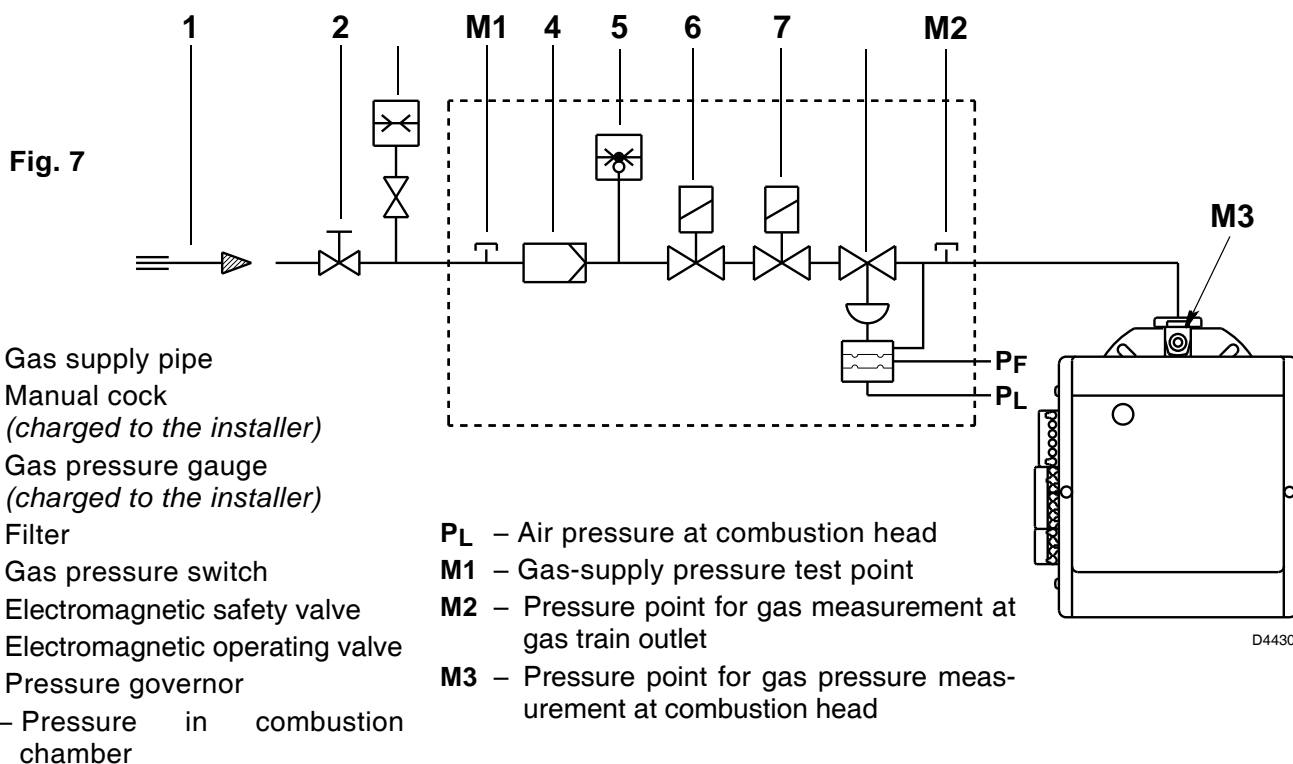 1 2 M1 4 5 6 7 M2
Fig. 7
M3
PF
PL
Gas supply pipe
Manual cock
(charged to the installer)
Gas pressure gauge
(charged to the installer)
Filter
Gas pressure switch
Electromagnetic safety valve
Electromagnetic operating valve
Pressure governor
– Pressure in combustion
chamber
PL – Air pressure at combustion head
M1 – Gas-supply pressure test point
M2 – Pressure point for gas measurement at
gas train outlet
M3 – Pressure point for gas pressure meas-
urement at combustion head
D4430